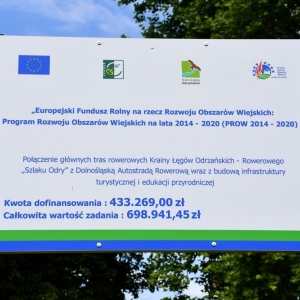 „Europejski Fundusz Rolny na rzecz Rozwoju Obszarów Wiejskich:
Program Rozwoju Obszarów Wiejskich na lata 2014 - 2020 (PROW 2014 - 2020)
Połączenie głównych tras rowerowych Krainy Łęgów Odrzańskich - Rowerowego
„Szlaku Odry” z Dolnośląską Autostradą Rowerową wraz z budową infrastruktury
turystycznej i edukacji przyrodniczej
Kwota dofinansowania : 433.269,00 zł
Całkowita wartość zadania : 698.941,45 zł